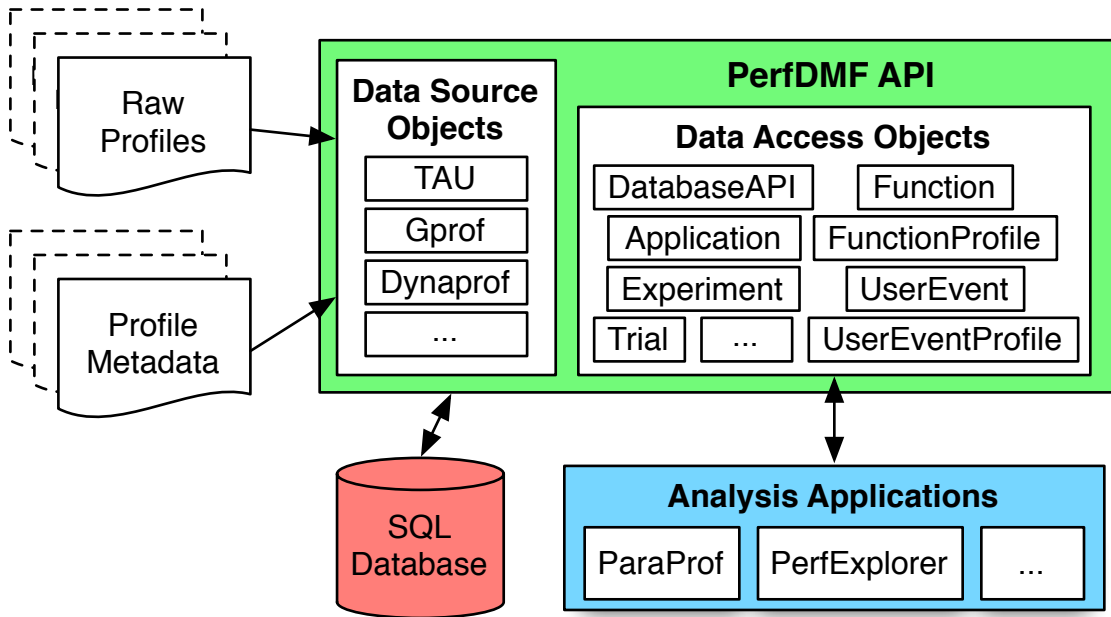 Raw
Profiles
Profile
Metadata
PerfDMF API
Data Source
Objects
TAU
Gprof
Dynaprof
...
Data Access Objects
DatabaseAPI
Function
Application
FunctionProfile
Experiment
UserEvent
Trial
...
UserEventProfile
SQL
Database
Analysis Applications
ParaProf
PerfExplorer
...